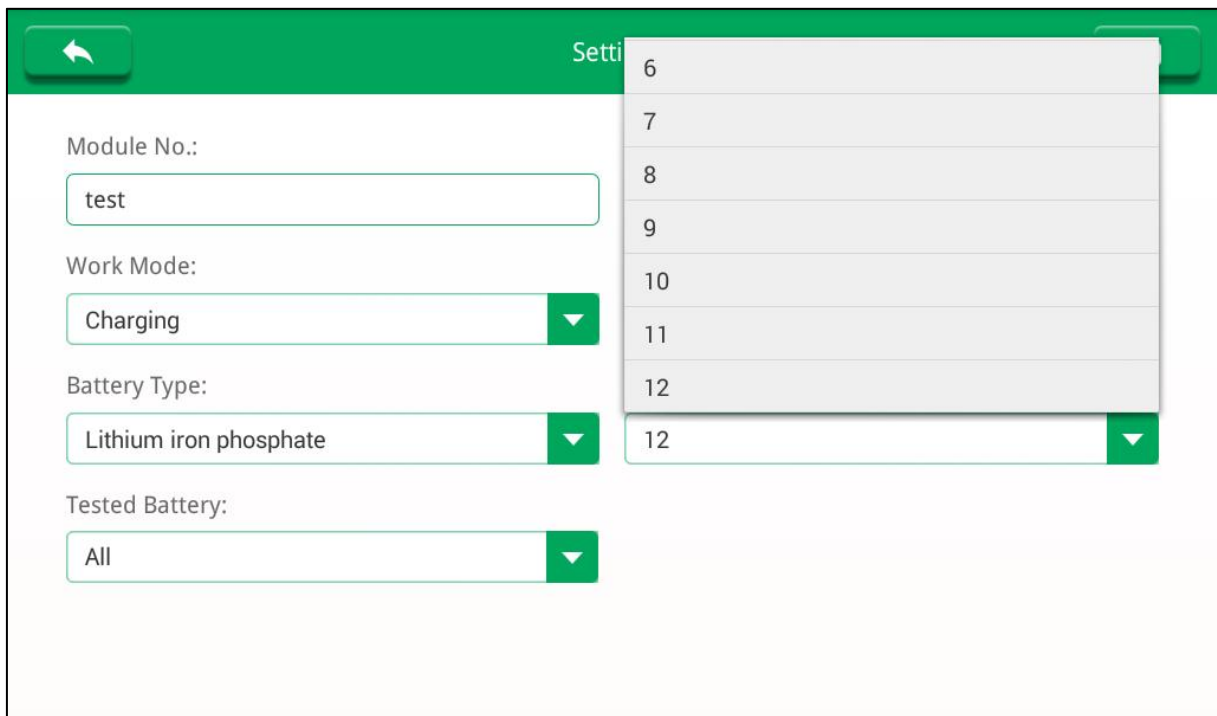 Setti
Module No.:
test
Work Mode:
Charging
Battery Type:
Lithium iron phosphate
Tested Battery:
All
6
7
8
9
10
11
12
12